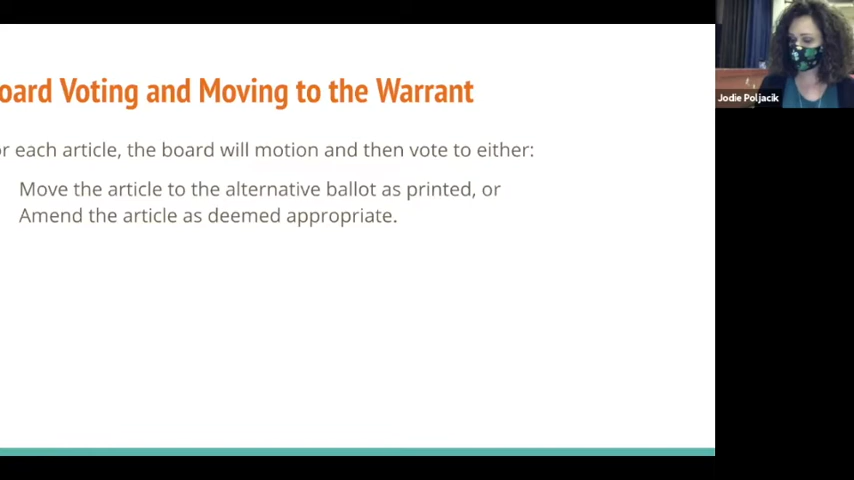 oard Voting and Moving to the Warrant
Jodie Poljacik
r each article, the board will motion and then vote to either:
Move the article to the alternative ballot as printed, or
Amend the article as deemed appropriate.